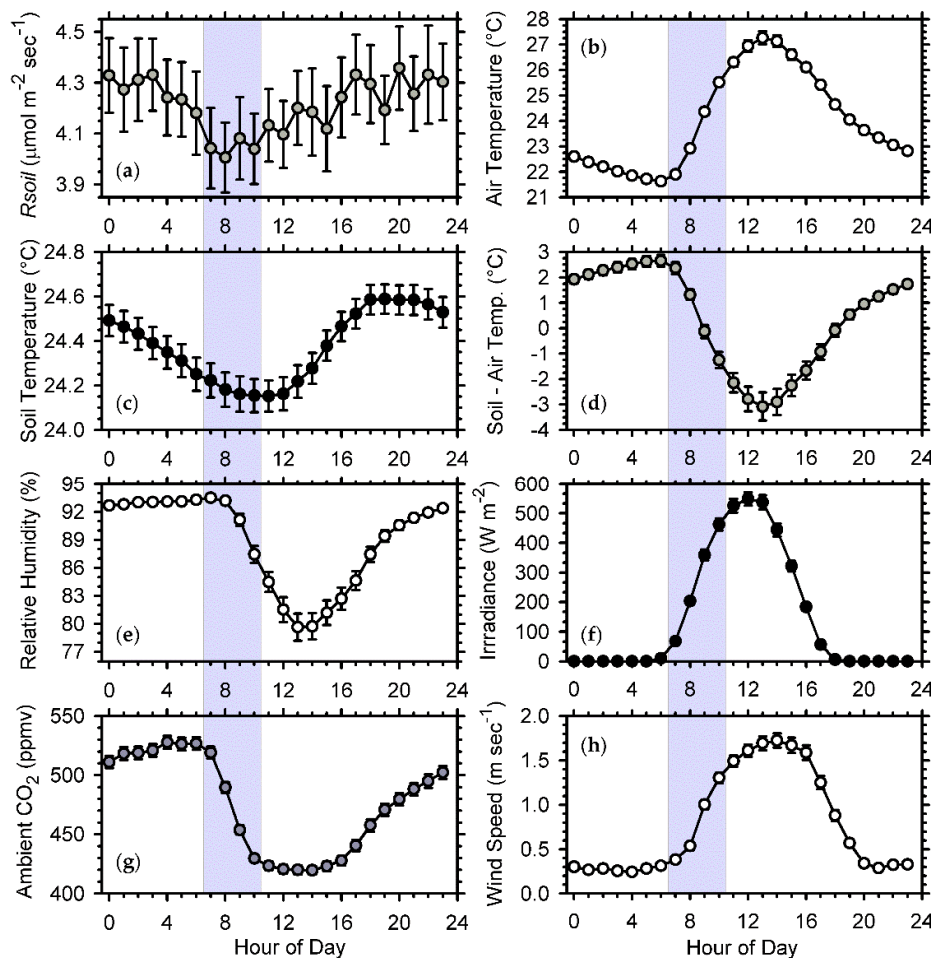 4.5
4.3
4.1
3.9
Rsoil (μmol m⁻² sec⁻¹)
(a)
0 4 8 12 16 20 24
28
27
26
25
24
23
22
21
Air Temperature (°C)
(b)
0 4 8 12 16 20 24
24.8
24.6
24.4
24.2
24.0
Soil Temperature (°C)
(c)
0 4 8 12 16 20 24
3
2
1
0
-1
-2
-3
-4
Soil - Air Temp. (°C)
(d)
0 4 8 12 16 20 24
95
92
89
86
83
80
77
Relative Humidity (%)
(e)
0 4 8 12 16 20 24
600
500
400
300
200
100
0
Irradiance (W m⁻²)
(f)
0 4 8 12 16 20 24
550
500
450
400
Ambient CO₂ (ppmv)
(g)
0 4 8 12 16 20 24
Hour of Day
2.0
1.5
1.0
0.5
0.0
Wind Speed (m sec⁻¹)
(h)
0 4 8 12 16 20 24
Hour of Day